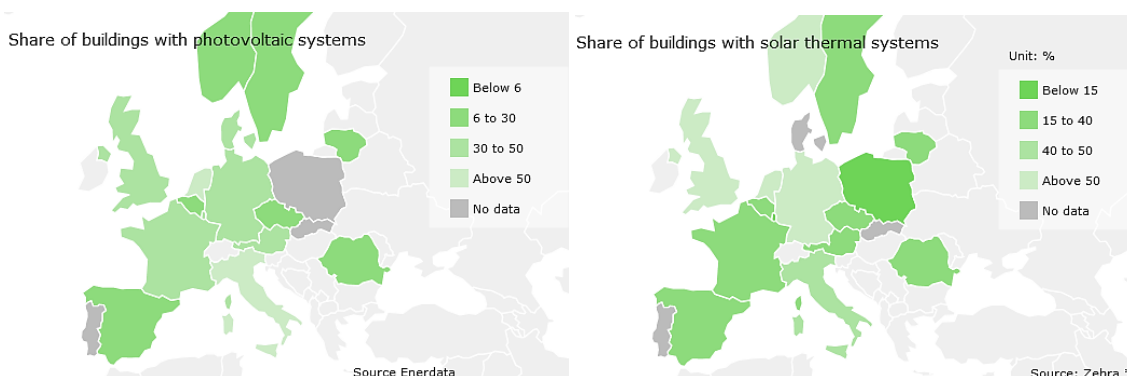 Share of buildings with photovoltaic systems
Below 6
6 to 30
30 to 50
Above 50
No data
Source Enerdata
Share of buildings with solar thermal systems
Unit: %
Below 15
15 to 40
40 to 50
Above 50
No data
Source: Zebra